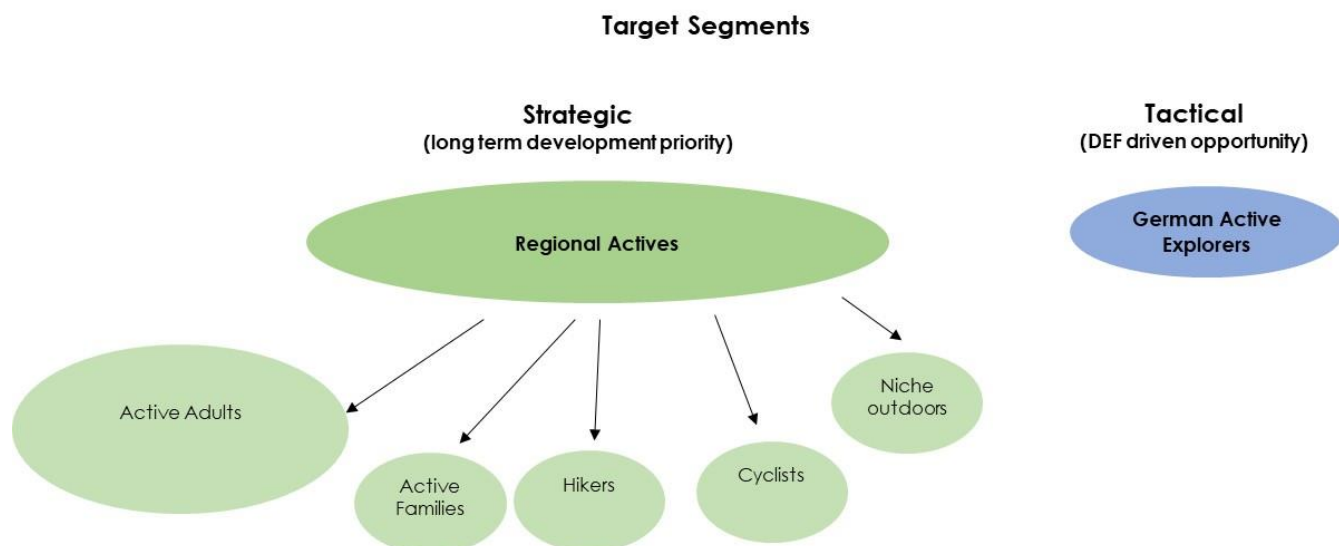 Target Segments
Strategic
(long term development priority)
Tactical
(DEF driven opportunity)
Regional Actives
German Active
Explorers
Active Adults
Active
Families
Hikers
Cyclists
Niche
outdoors